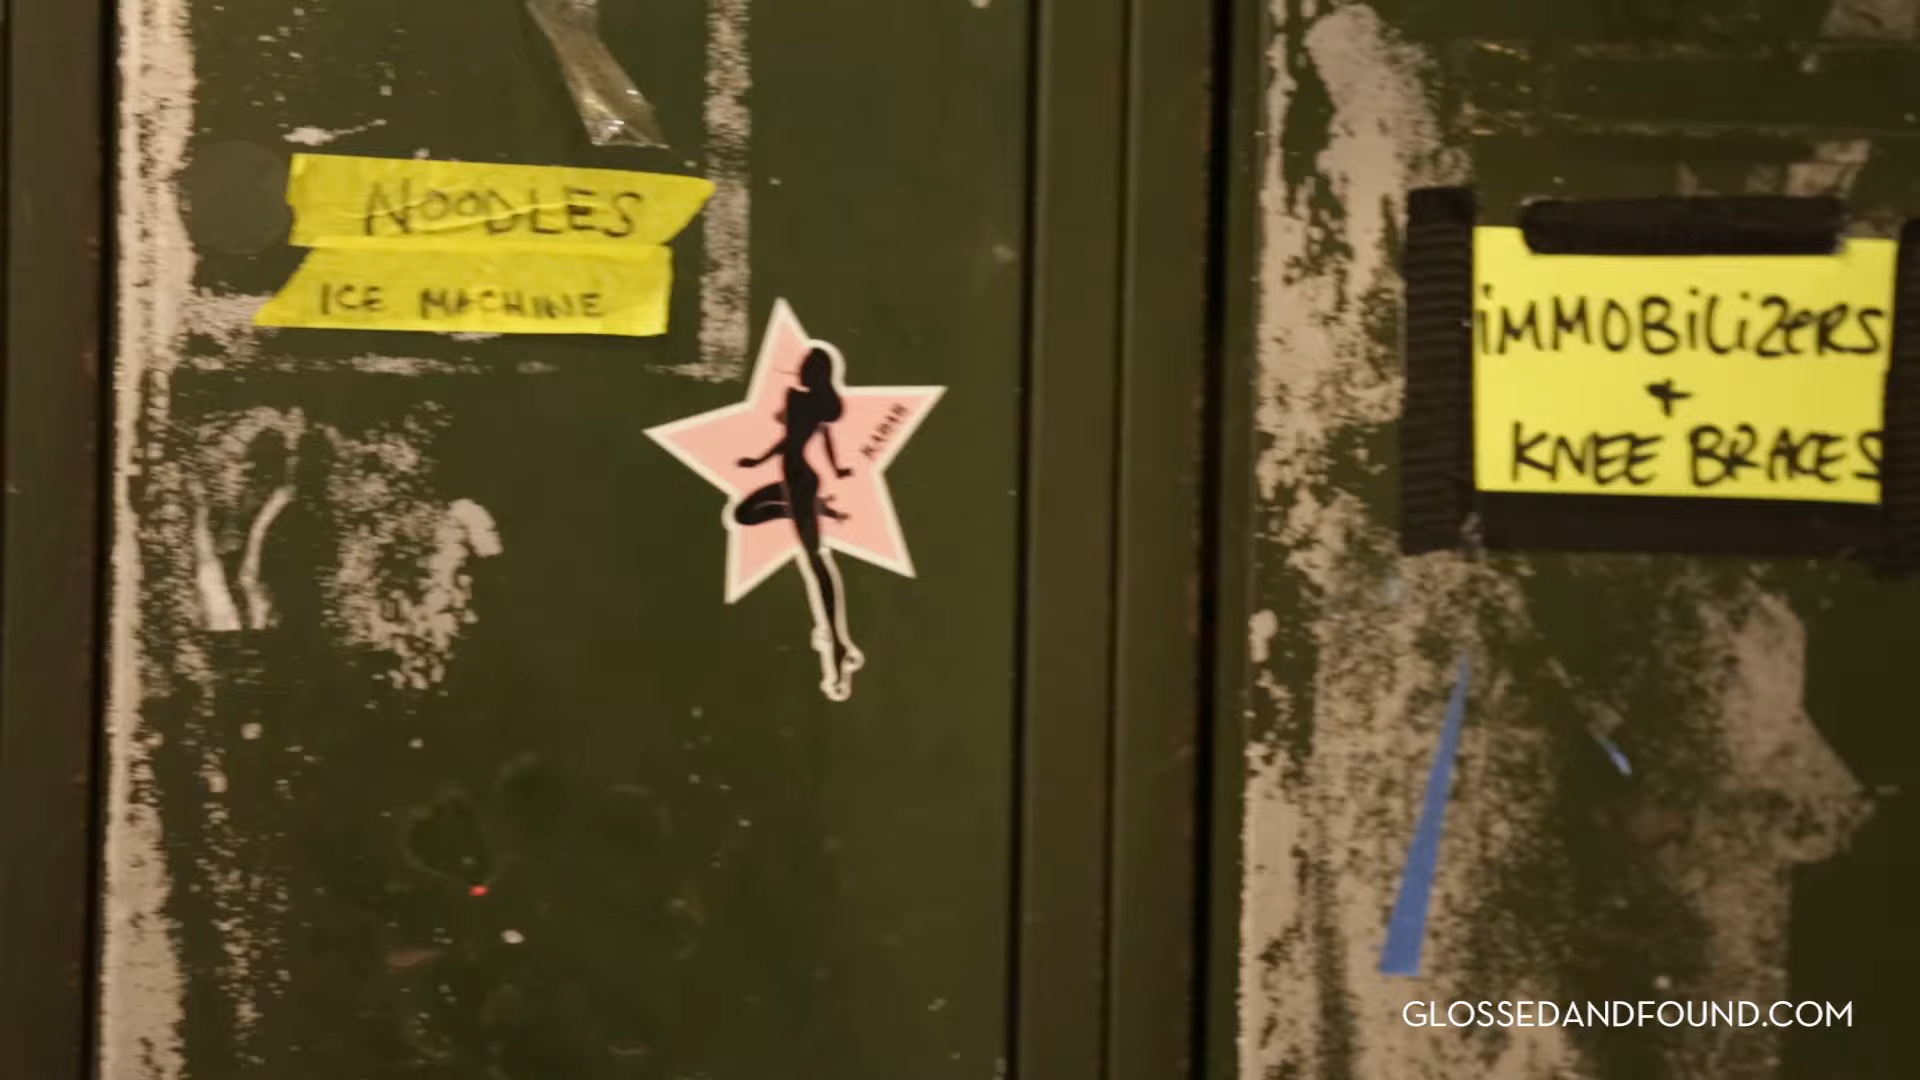 NOODLES
ICE MACHINE
iMMOBiLiZeRS
+
KNEE BRACES
GLOSSEDANDFOUND.COM